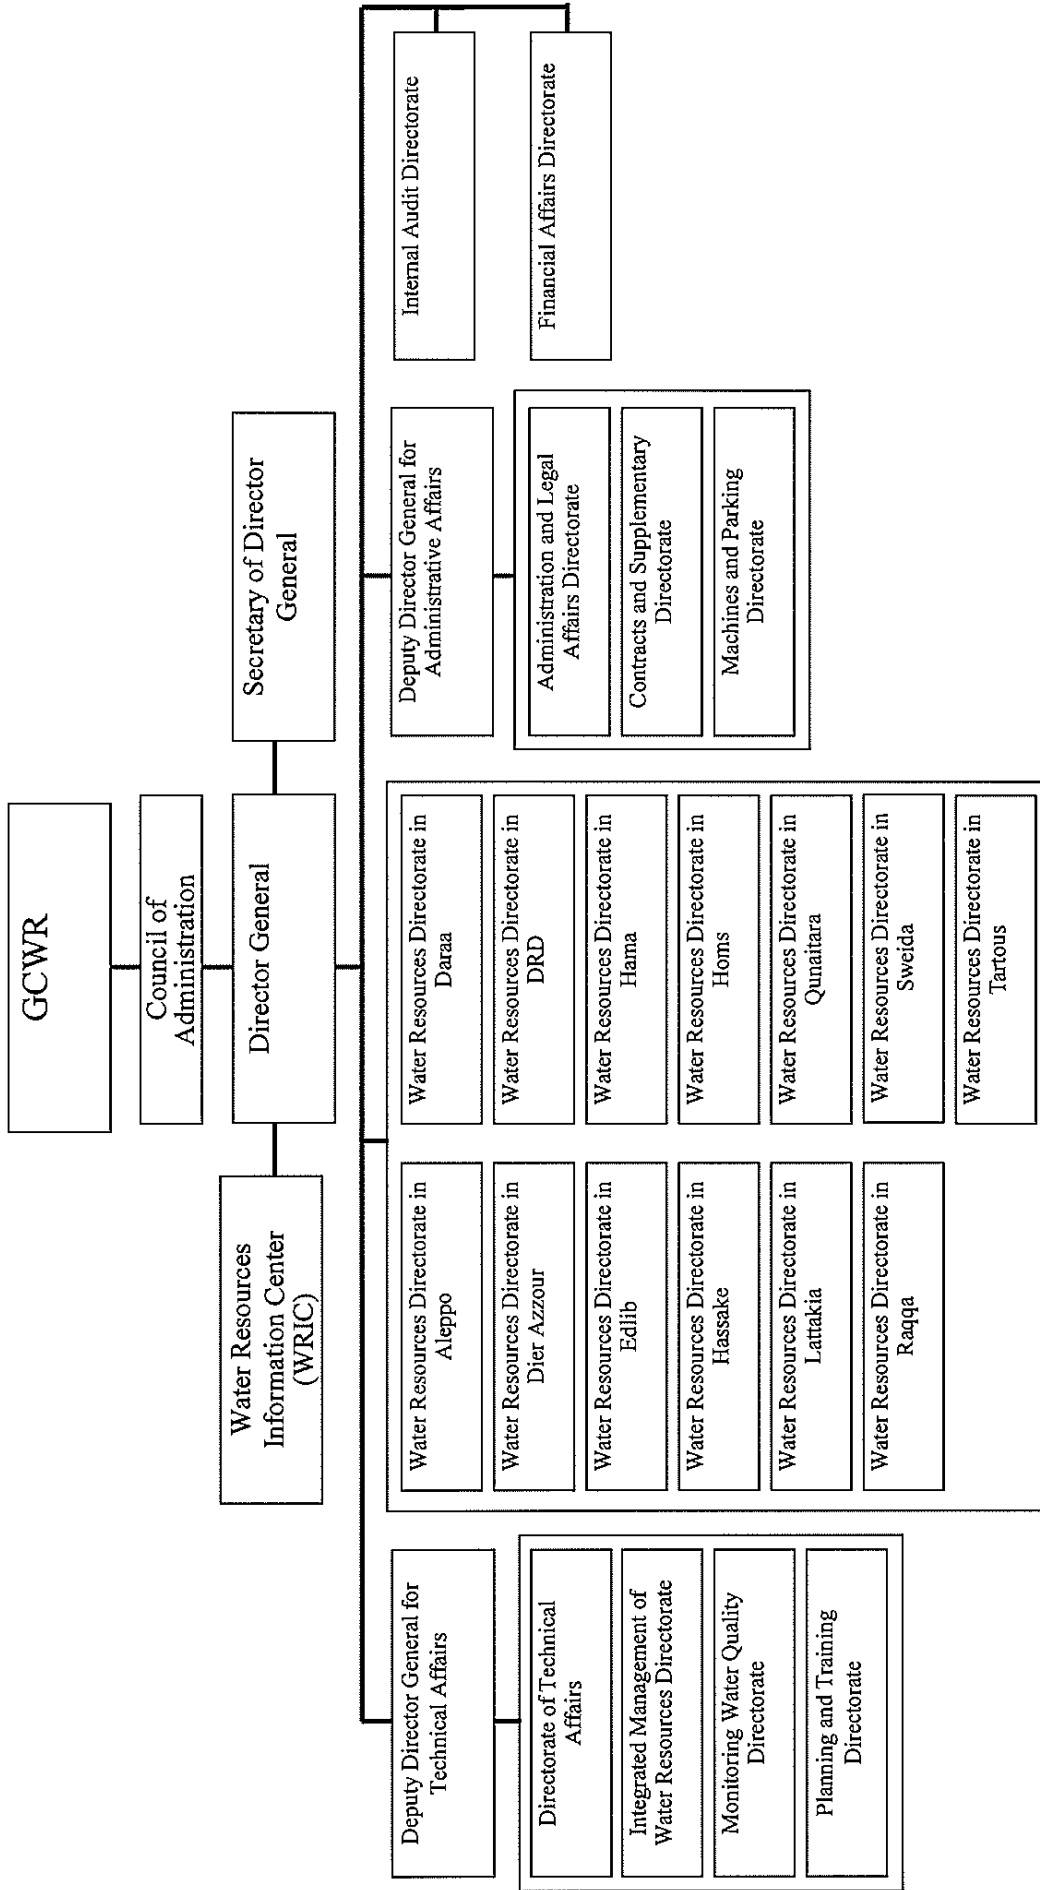 GCWR
Council of
Administration
Water Resources
Information Center
(WRIC)
Director General
Secretary of Director
General
Deputy Director General for
Technical Affairs
Directorate of Technical
Affairs
Integrated Management of
Water Resources Directorate
Monitoring Water Quality
Directorate
Planning and Training
Directorate
Water Resources Directorate in
Aleppo
Water Resources Directorate in
Dier Azzour
Water Resources Directorate in
Edlib
Water Resources Directorate in
Hassake
Water Resources Directorate in
Lattakia
Water Resources Directorate in
Raqqa
Water Resources Directorate in
Daraa
Water Resources Directorate in
DRD
Water Resources Directorate in
Hama
Water Resources Directorate in
Homs
Water Resources Directorate in
Qunaitara
Water Resources Directorate in
Sweida
Water Resources Directorate in
Tartous
Deputy Director General for
Administrative Affairs
Administration and Legal
Affairs Directorate
Contracts and Supplementary
Directorate
Machines and Parking
Directorate
Internal Audit Directorate
Financial Affairs Directorate